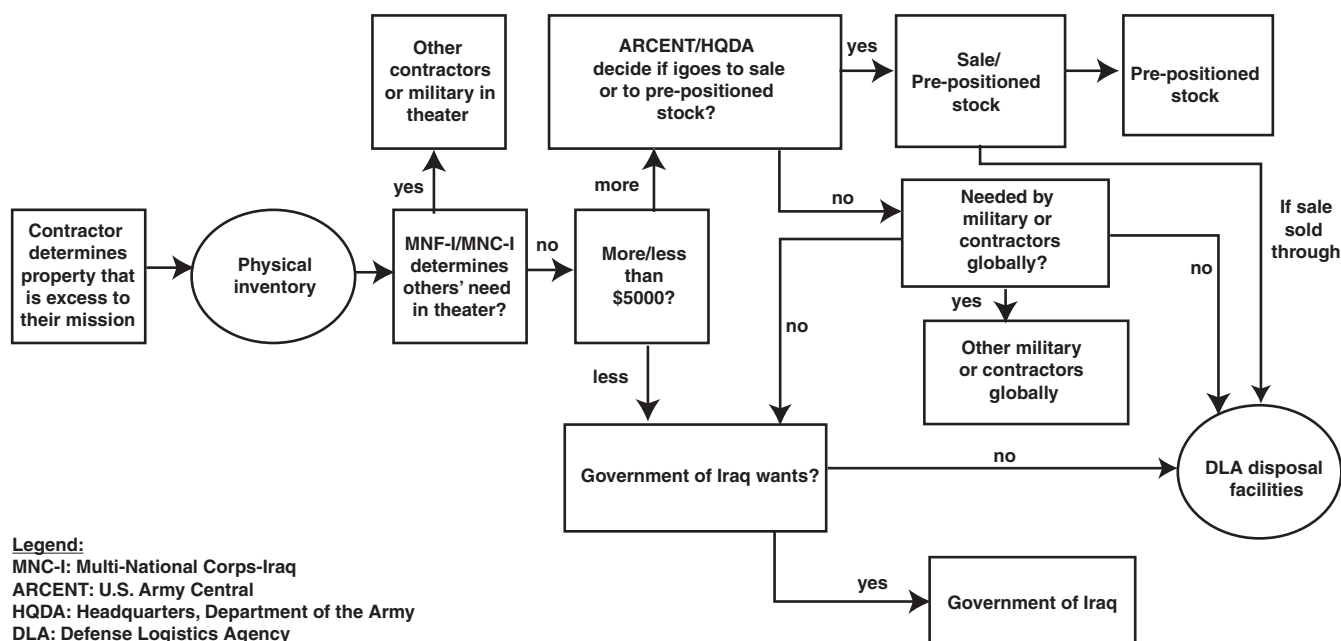 Contractor
determines
property that
is excess to
their mission
Physical
inventory
MNF-I/MNC-I
determines
others' need
in theater?
yes
Other
contractors
or military in
theater
no
More/less
than
$5000?
more
ARCENT/HQDA
decide if igoes to sale
or to pre-positioned
stock?
yes
Sale/
Pre-positioned
stock
Pre-positioned
stock
If sale
sold
through
no
Needed by
military or
contractors
globally?
no
yes
Other military
or contractors
globally
no
less
Government of Iraq wants?
no
DLA disposal
facilities
yes
Government of Iraq
Legend:
MNC-I: Multi-National Corps-Iraq
ARCENT: U.S. Army Central
HQDA: Headquarters, Department of the Army
DLA: Defense Logistics Agency